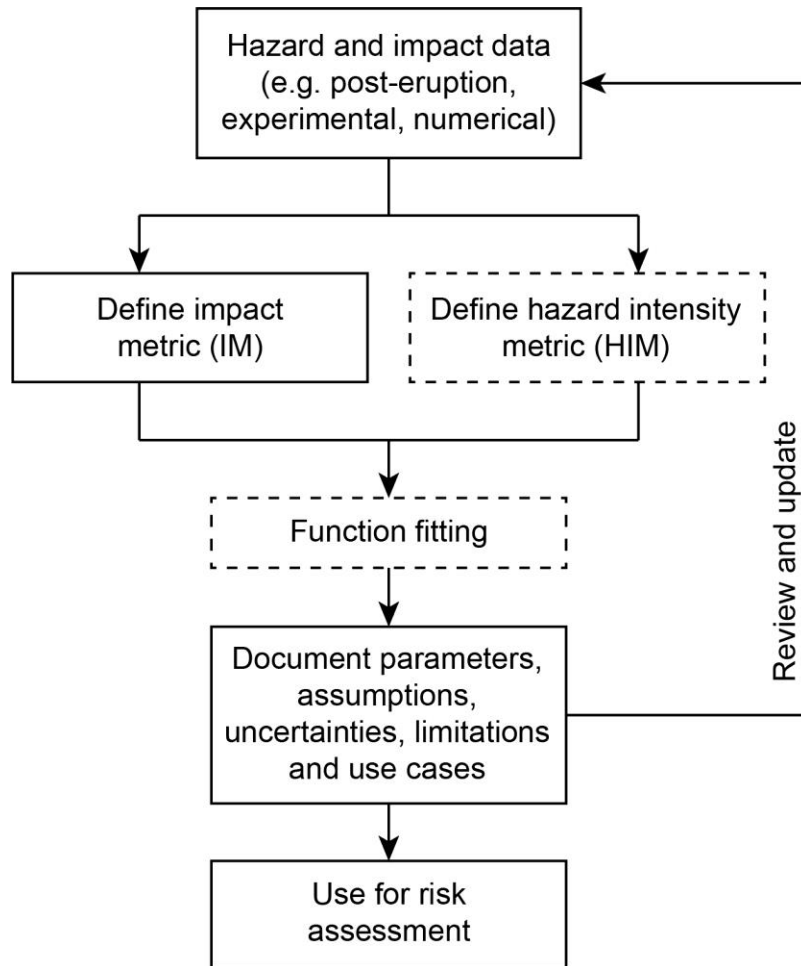 Hazard and impact data
(e.g. post-eruption,
experimental, numerical)
Define impact
metric (IM)
Define hazard intensity
metric (HIM)
Function fitting
Document parameters,
assumptions,
uncertainties, limitations
and use cases
Use for risk
assessment
Review and update